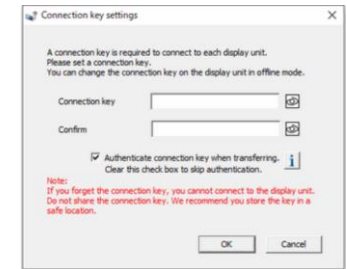 Connection key settings
A connection key is required to connect to each display unit.
Please set a connection key.
You can change the connection key on the display unit in offline mode.
Connection key
Confirm
Authenticate connection key when transferring.
Clear this check box to skip authentication.
Note:
If you forget the connection key, you cannot connect to the display unit.
Do not share the connection key. We recommend you store the key in a
safe location.
OK
Cancel